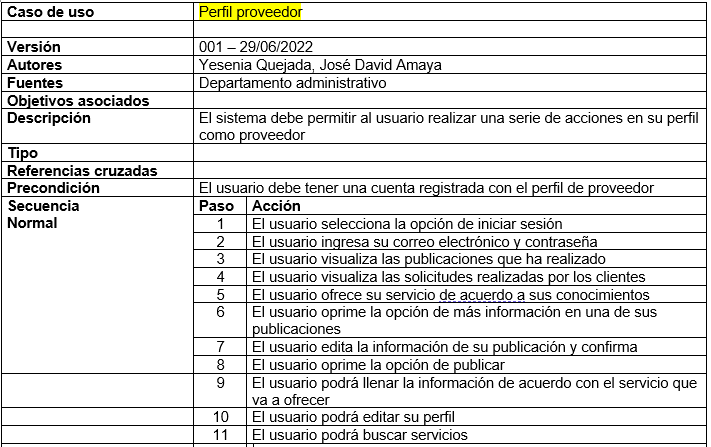 Caso de uso Perfil proveedor
Versión 001 – 29/06/2022
Autores Yesenia Quejada, José David Amaya
Fuentes Departamento administrativo
Objetivos asociados
Descripción El sistema debe permitir al usuario realizar una serie de acciones en su perfil
como proveedor
Tipo
Referencias cruzadas
Precondición El usuario debe tener una cuenta registrada con el perfil de proveedor
Secuencia Paso Acción
Normal 1 El usuario selecciona la opción de iniciar sesión
2 El usuario ingresa su correo electrónico y contraseña
3 El usuario visualiza las publicaciones que ha realizado
4 El usuario visualiza las solicitudes realizadas por los clientes
5 El usuario ofrece su servicio de acuerdo a sus conocimientos
6 El usuario oprime la opción de más información en una de sus
publicaciones
7 El usuario edita la información de su publicación y confirma
8 El usuario oprime la opción de publicar
9 El usuario podrá llenar la información de acuerdo con el servicio que
va a ofrecer
10 El usuario podrá editar su perfil
11 El usuario podrá buscar servicios